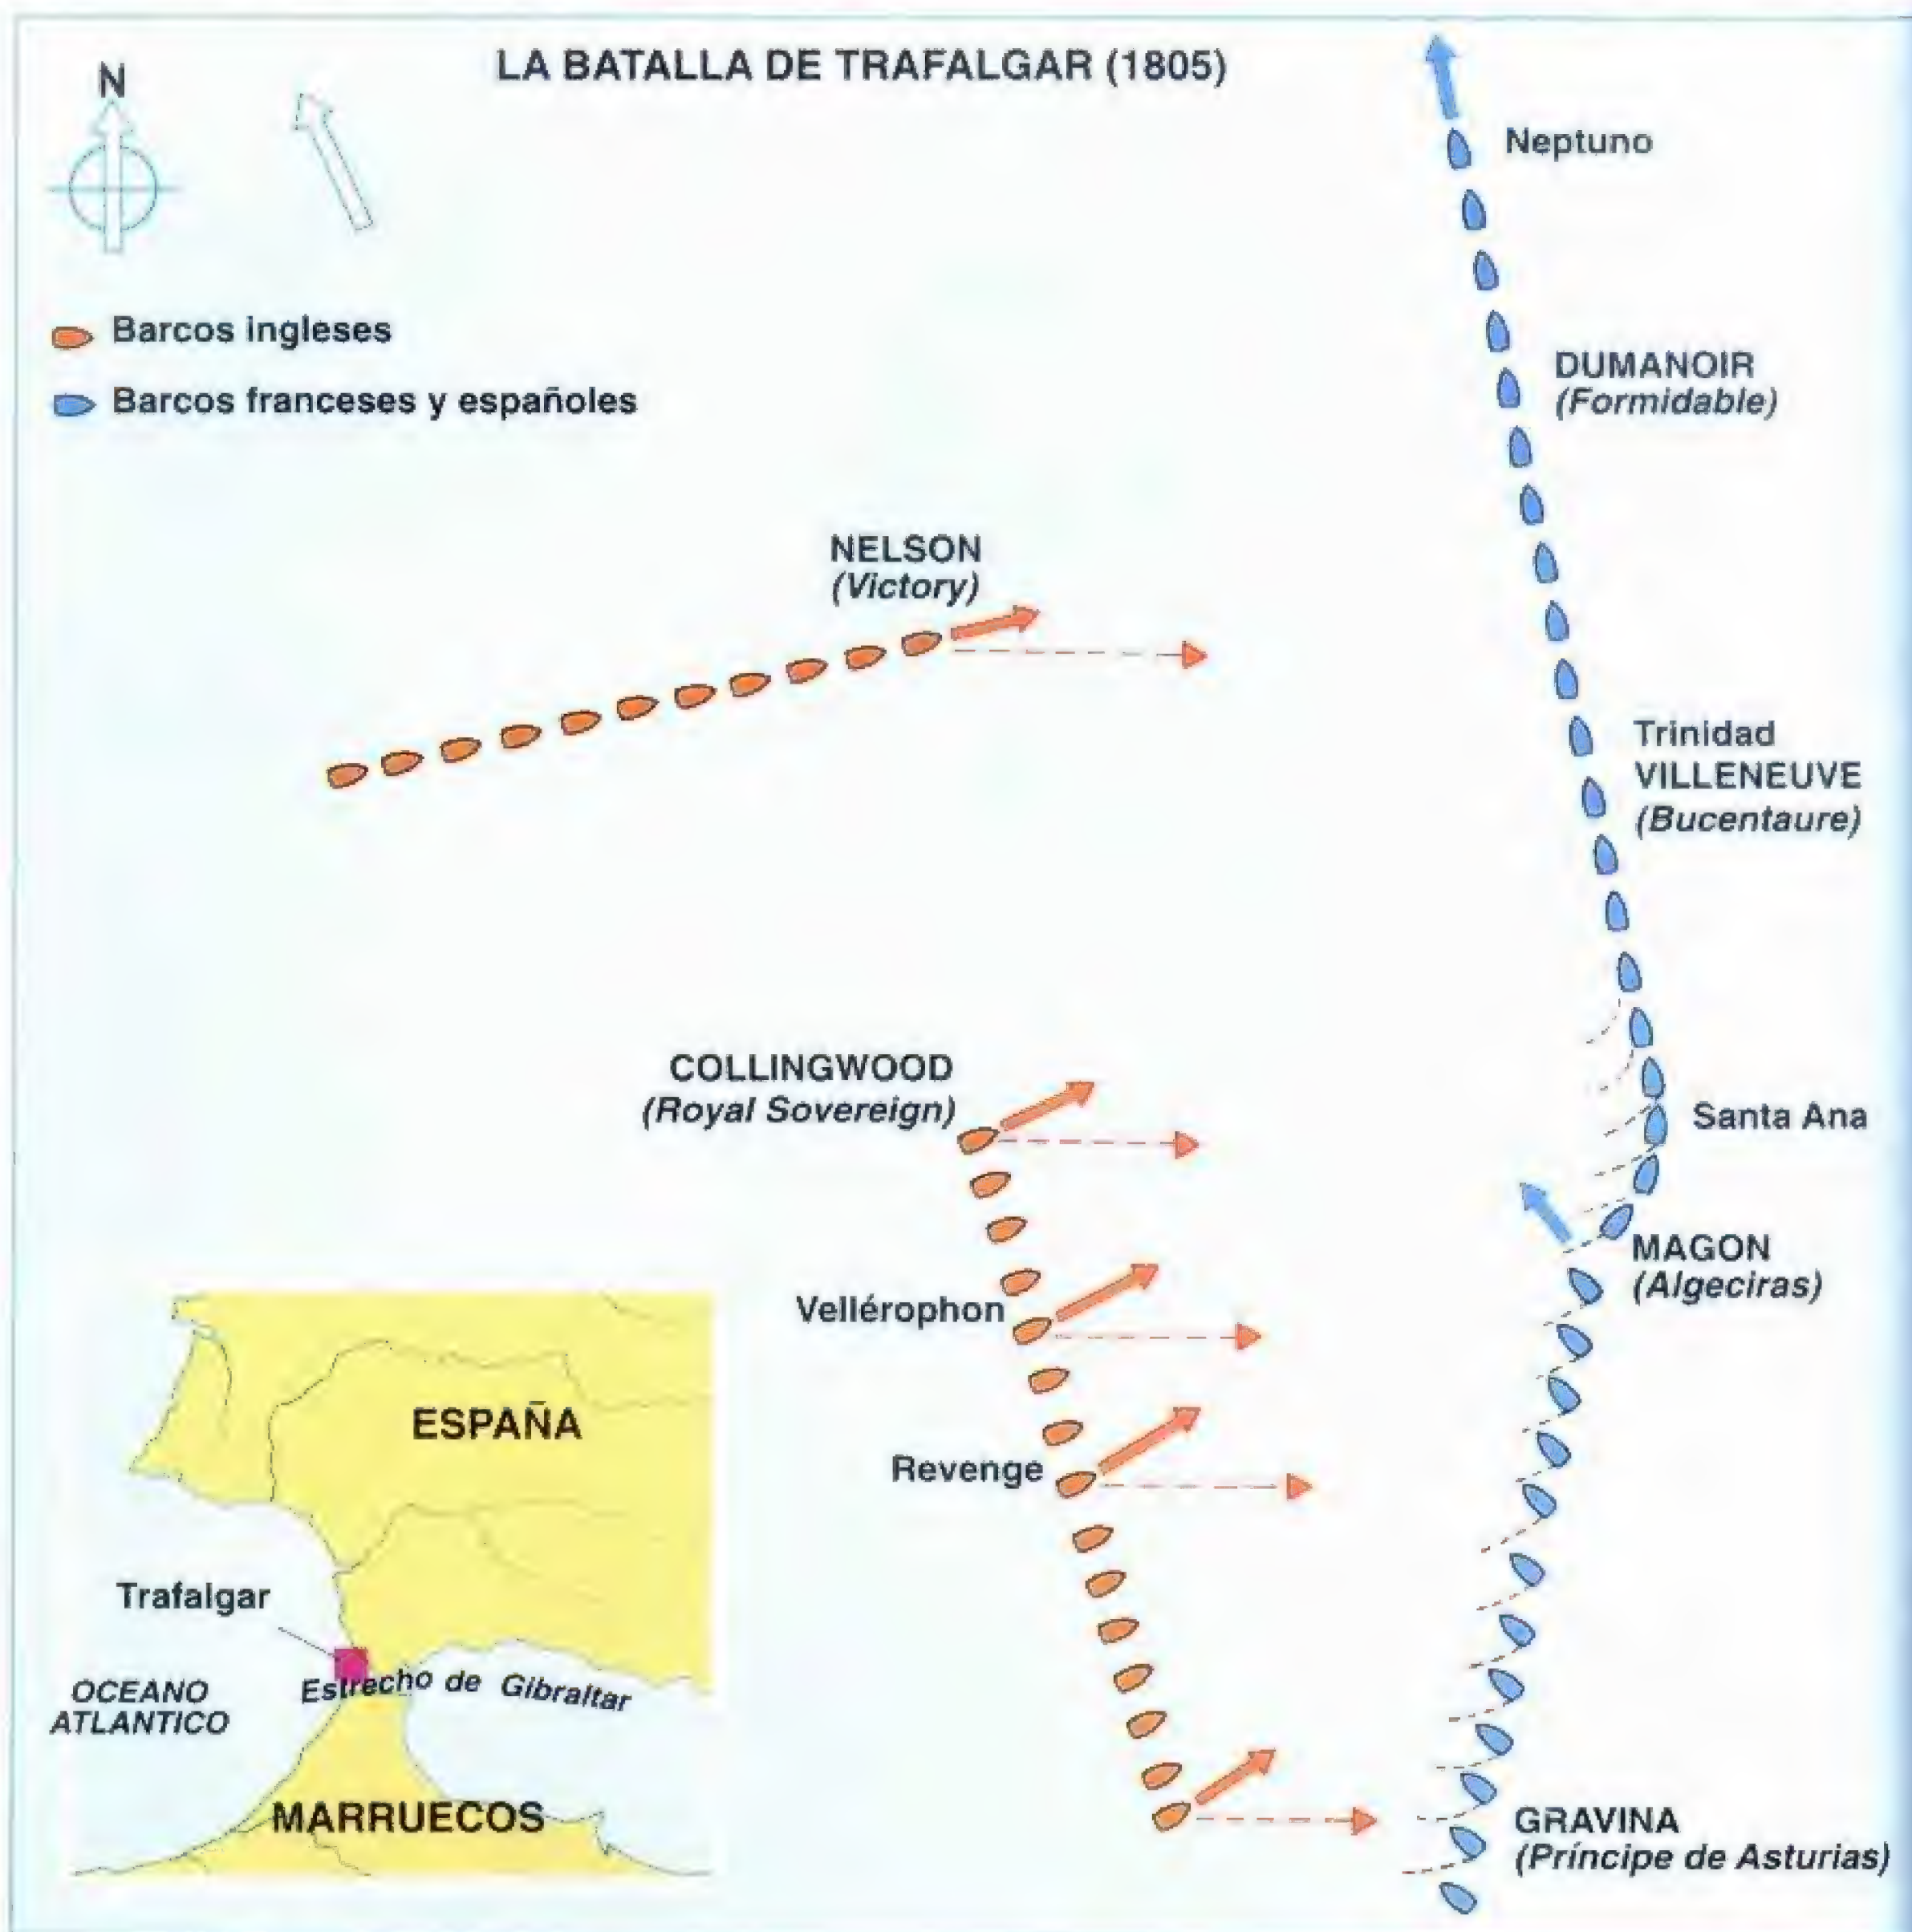 LA BATALLA DE TRAFALGAR (1805)
N
Neptuno
Barcos ingleses
Barcos franceses y españoles
DUMANOIR
(Formidable)
NELSON
(Victory)
Trinidad
VILLENEUVE
(Bucentaure)
COLLINGWOOD
(Royal Sovereign)
Santa Ana
MAGON
(Algeciras)
Vellérophon
Revenge
ESPAÑA
Trafalgar
Estrecho de Gibraltar
OCEANO
ATLANTICO
MARRUECOS
GRAVINA
(Príncipe de Asturias)